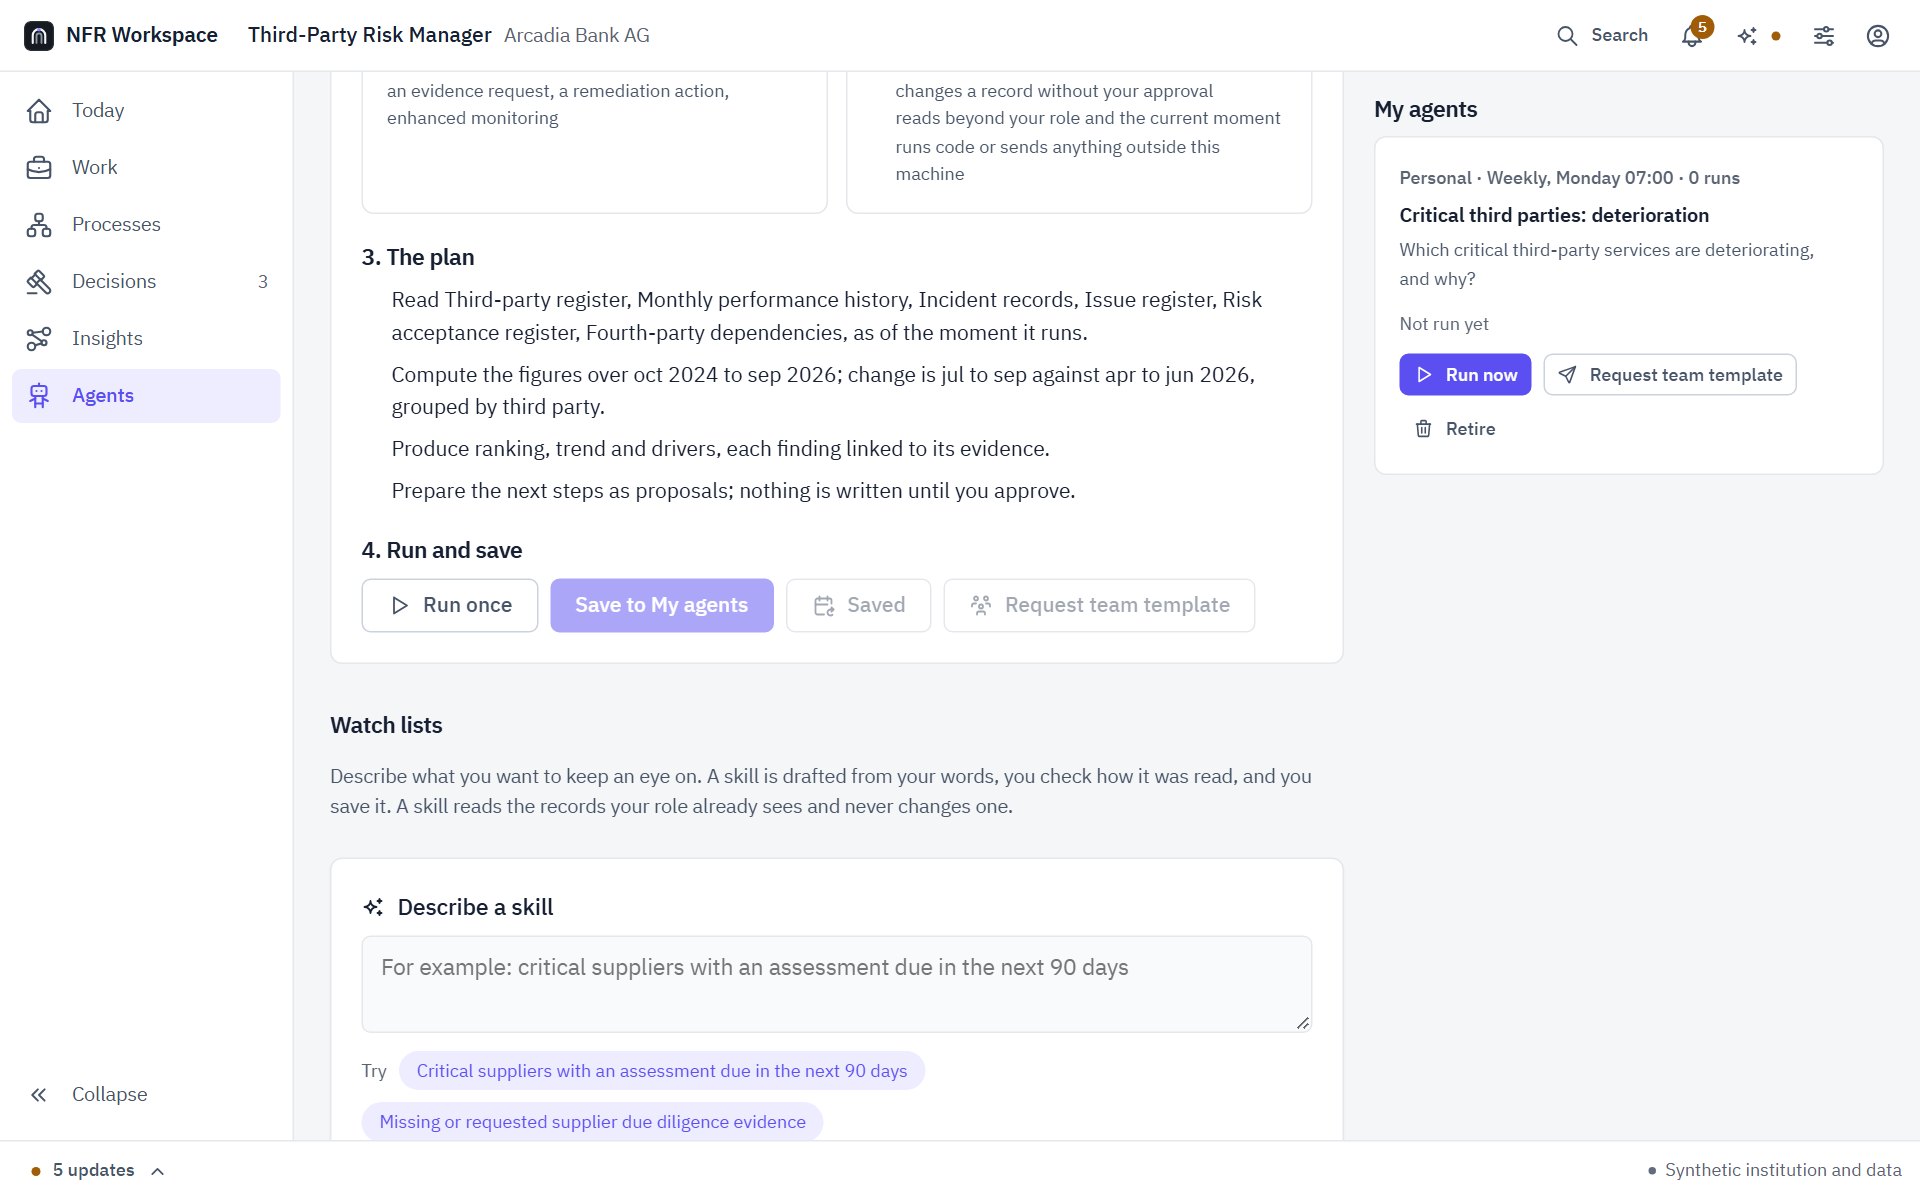 NFR Workspace
Third-Party Risk Manager Arcadia Bank AG
Search
5
Today
Work
Processes
Decisions 3
Insights
Agents
Collapse
an evidence request, a remediation action,
enhanced monitoring
changes a record without your approval
reads beyond your role and the current moment
runs code or sends anything outside this
machine
3. The plan
Read Third-party register, Monthly performance history, Incident records, Issue register, Risk
acceptance register, Fourth-party dependencies, as of the moment it runs.
Compute the figures over oct 2024 to sep 2026; change is jul to sep against apr to jun 2026,
grouped by third party.
Produce ranking, trend and drivers, each finding linked to its evidence.
Prepare the next steps as proposals; nothing is written until you approve.
4. Run and save
Run once
Save to My agents
Saved
Request team template
Watch lists
Describe what you want to keep an eye on. A skill is drafted from your words, you check how it was read, and you
save it. A skill reads the records your role already sees and never changes one.
Describe a skill
For example: critical suppliers with an assessment due in the next 90 days
Try Critical suppliers with an assessment due in the next 90 days
Missing or requested supplier due diligence evidence
My agents
Personal · Weekly, Monday 07:00 · 0 runs
Critical third parties: deterioration
Which critical third-party services are deteriorating,
and why?
Not run yet
Run now
Request team template
Retire
5 updates
Synthetic institution and data